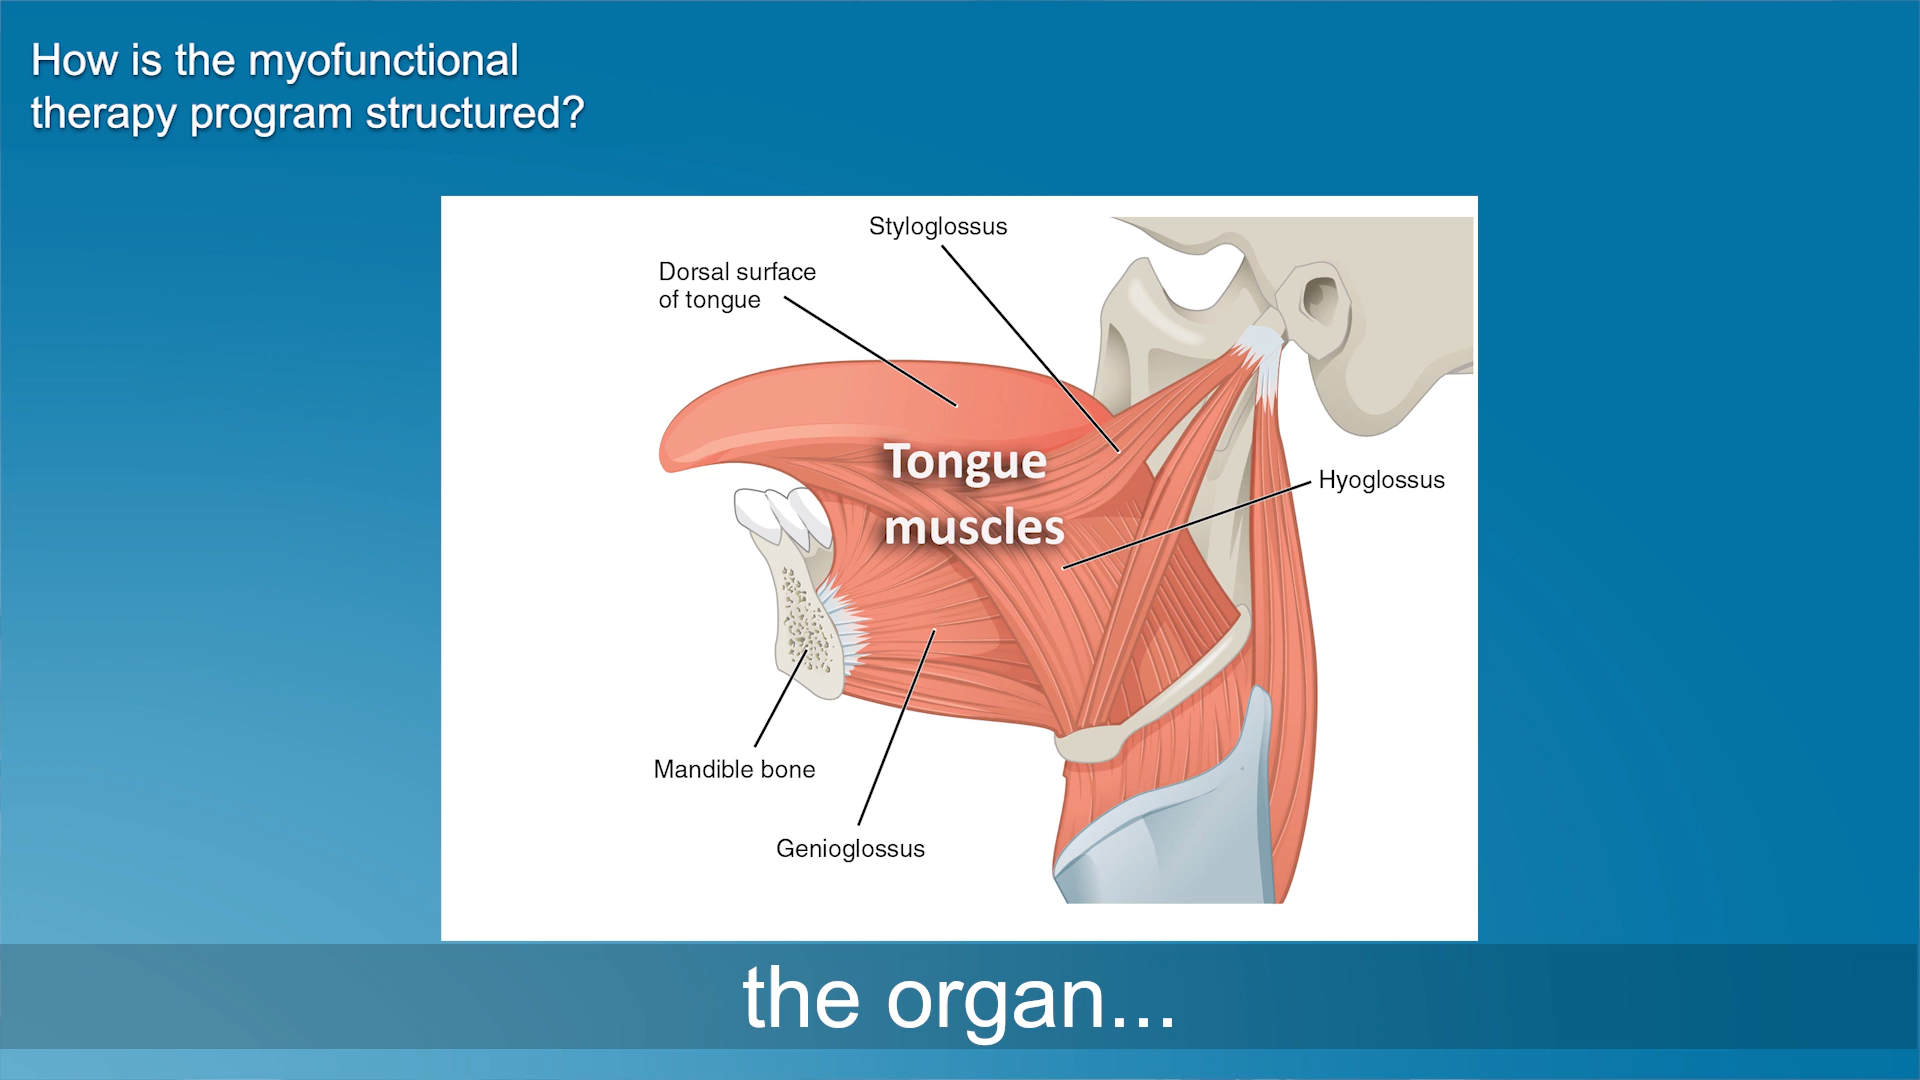 How is the myofunctional
therapy program structured?
Styloglossus
Dorsal surface
of tongue
Tongue
muscles
Hyoglossus
Mandible bone
Genioglossus
the organ...